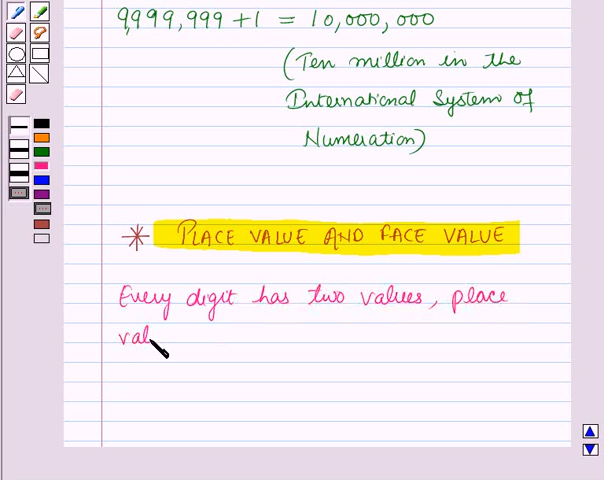 9,999,999 + 1 = 10,000,000
(Ten million in the
International System of
Numeration)
* PLACE VALUE AND FACE VALUE
Every digit has two values, place
val